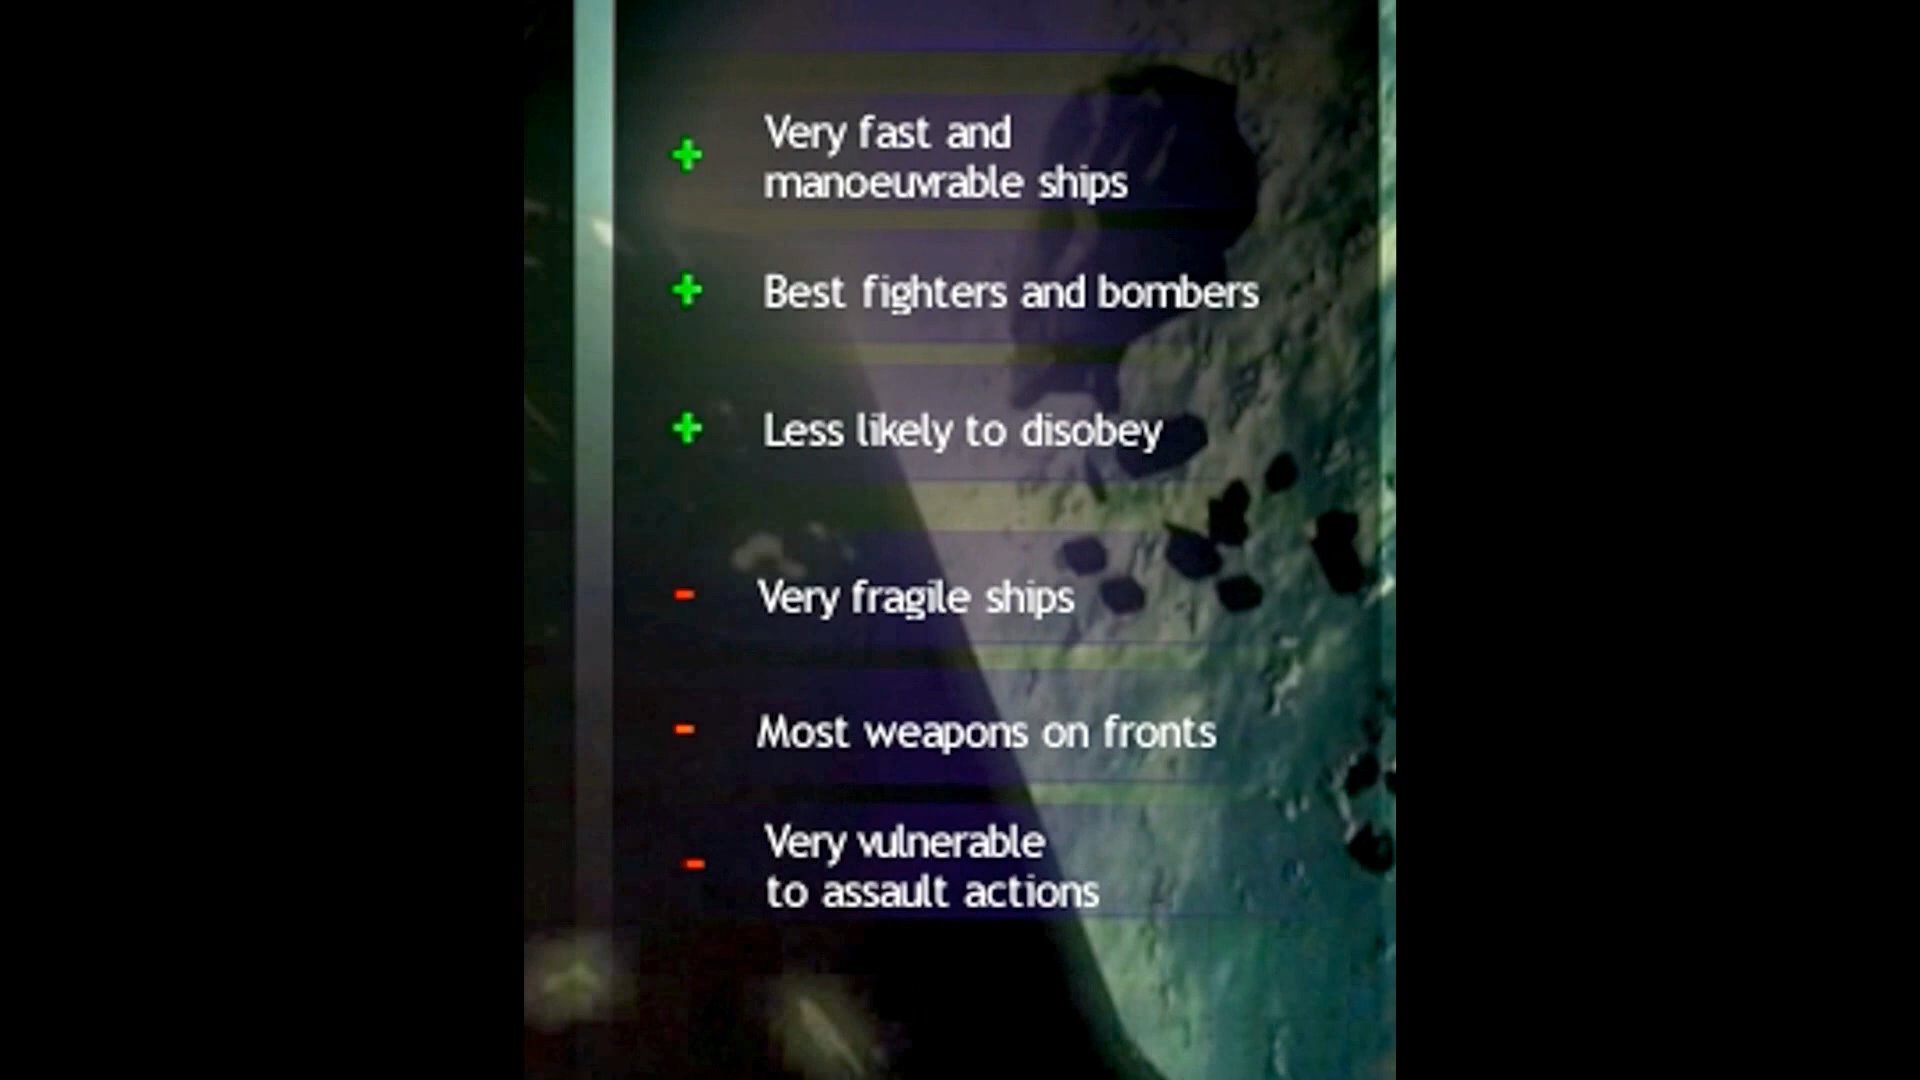 + Very fast and
manoeuvrable ships
+ Best fighters and bombers
+ Less likely to disobey
- Very fragile ships
- Most weapons on fronts
- Very vulnerable
to assault actions